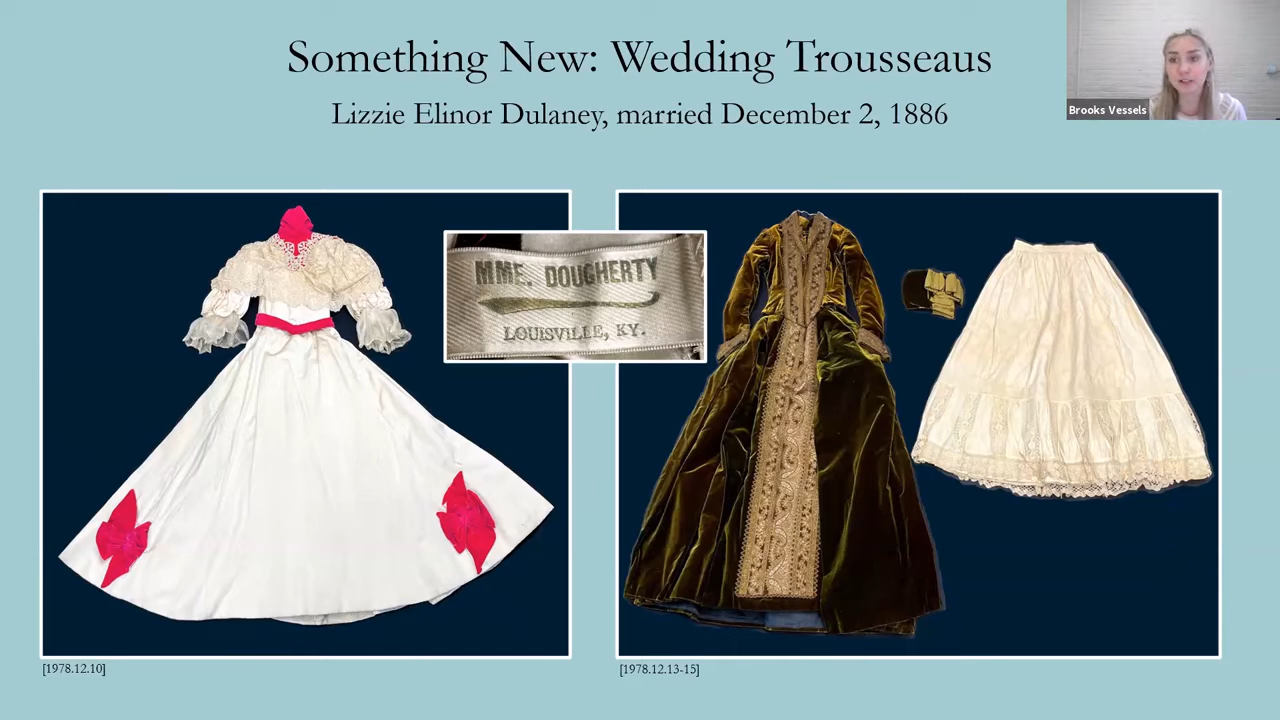 Something New: Wedding Trousseaus
Lizzie Elinor Dulaney, married December 2, 1886
Brooks Vessels
MME. DOUGHERTY
LOUISVILLE, KY.
[1978.12.10]
[1978.12.13-15]